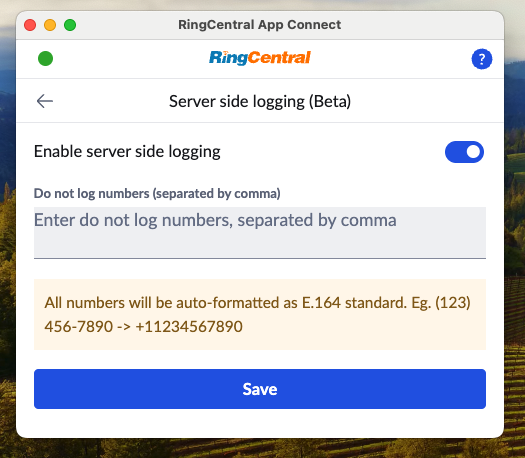 RingCentral App Connect
RingCentral
?
Server side logging (Beta)
Enable server side logging
Do not log numbers (separated by comma)
Enter do not log numbers, separated by comma
All numbers will be auto-formatted as E.164 standard. Eg. (123)
456-7890 -> +11234567890
Save